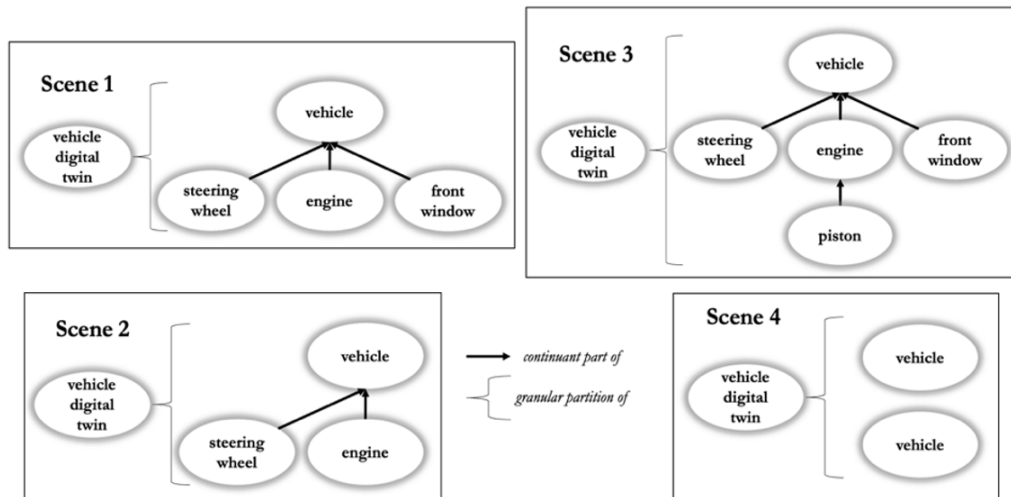 Scene 1
vehicle
digital
twin
vehicle
steering
wheel
engine
front
window
Scene 3
vehicle
digital
twin
vehicle
steering
wheel
engine
front
window
piston
Scene 2
vehicle
digital
twin
vehicle
steering
wheel
engine
continuant part of
granular partition of
Scene 4
vehicle
digital
twin
vehicle
vehicle